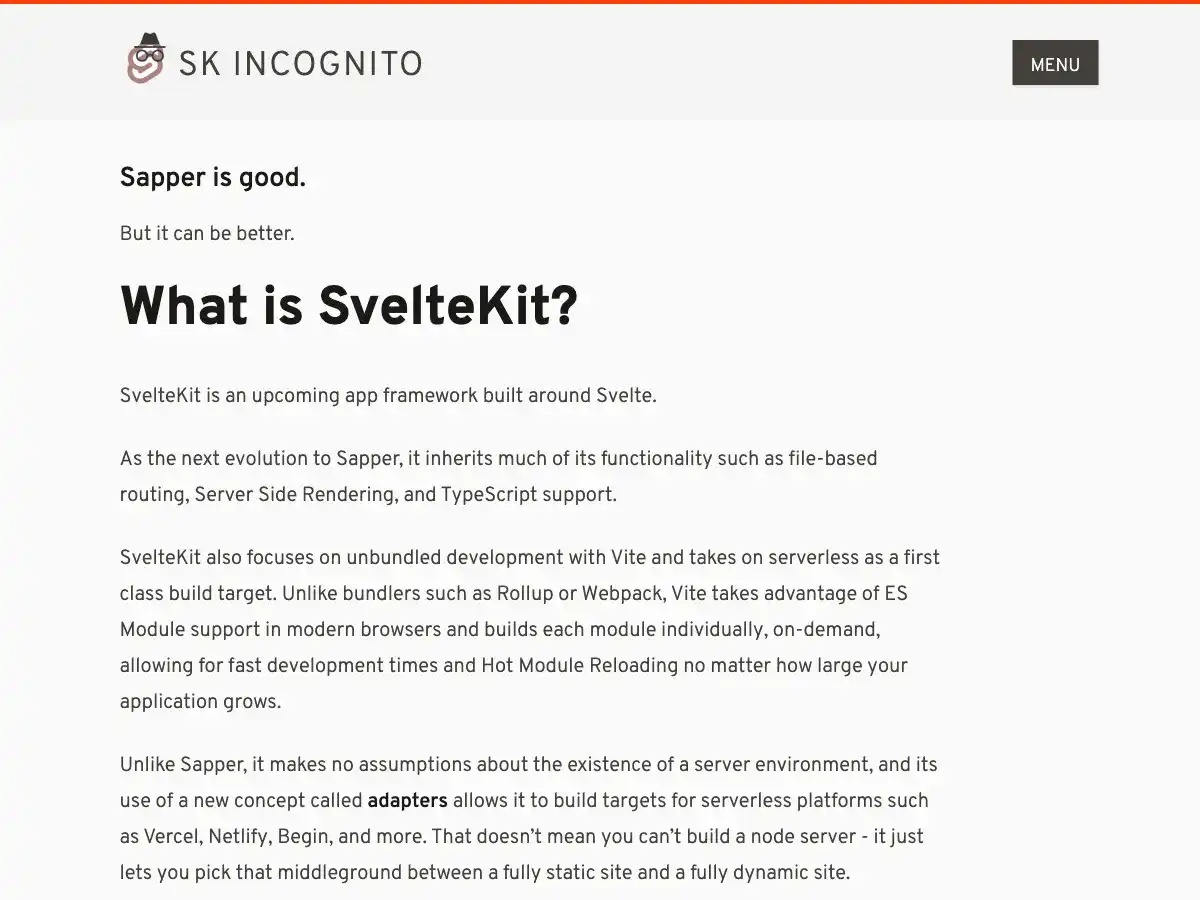 SK INCOGNITO
MENU
Sapper is good.
But it can be better.
What is SvelteKit?
SvelteKit is an upcoming app framework built around Svelte.
As the next evolution to Sapper, it inherits much of its functionality such as file-based
routing, Server Side Rendering, and TypeScript support.
SvelteKit also focuses on unbundled development with Vite and takes on serverless as a first
class build target. Unlike bundlers such as Rollup or Webpack, Vite takes advantage of ES
Module support in modern browsers and builds each module individually, on-demand,
allowing for fast development times and Hot Module Reloading no matter how large your
application grows.
Unlike Sapper, it makes no assumptions about the existence of a server environment, and its
use of a new concept called adapters allows it to build targets for serverless platforms such
as Vercel, Netlify, Begin, and more. That doesn’t mean you can’t build a node server - it just
lets you pick that middleground between a fully static site and a fully dynamic site.